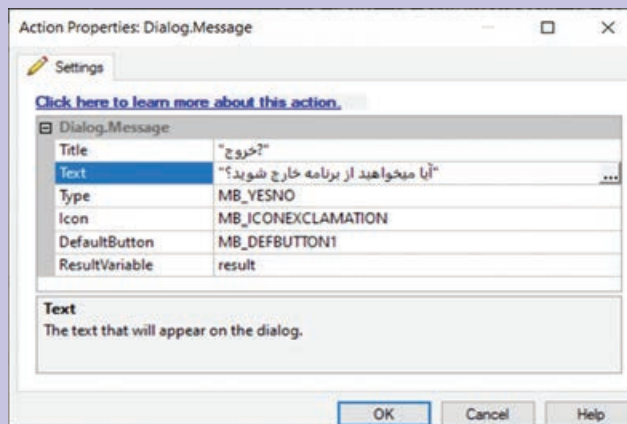 Action Properties: Dialog.Message
Settings
Click here to learn more about this action.
Dialog.Message
Title "خروج?"
Text "آیا میخواهید از برنامه خارج شوید؟" ...
Type MB_YESNO
Icon MB_ICONEXCLAMATION
DefaultButton MB_DEFBUTTON1
ResultVariable result
Text
The text that will appear on the dialog.
OK Cancel Help